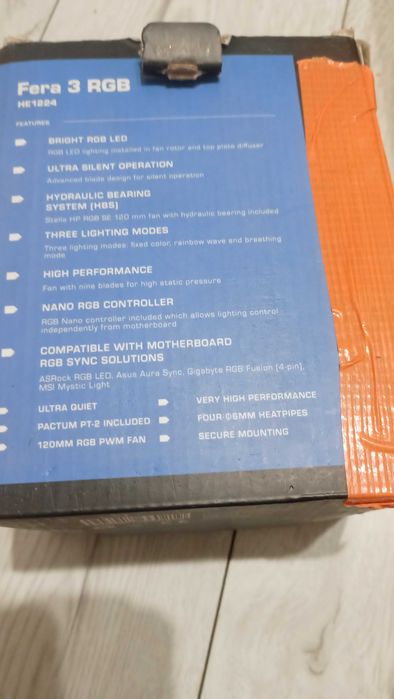 Fera 3 RGB
HE1224
FEATURES
BRIGHT RGB LED
RGB LED lighting installed in fan rotor and top plate diffuser
ULTRA SILENT OPERATION
Advanced blade design for silent operation
HYDRAULIC BEARING
SYSTEM (HBS)
Stella HP RGB SE 120 mm fan with hydraulic bearing included
THREE LIGHTING MODES
Three lighting modes: fixed color, rainbow wave and breathing
mode
HIGH PERFORMANCE
Fan with nine blades for high static pressure
NANO RGB CONTROLLER
RGB Nano controller included which allows lighting control
independently from motherboard
COMPATIBLE WITH MOTHERBOARD
RGB SYNC SOLUTIONS
ASRock RGB LED, Asus Aura Sync, Gigabyte RGB Fusion (4-pin),
MSI Mystic Light
ULTRA QUIET
PACTUM PT-2 INCLUDED
120MM RGB PWM FAN
VERY HIGH PERFORMANCE
FOUR Φ6MM HEATPIPES
SECURE MOUNTING